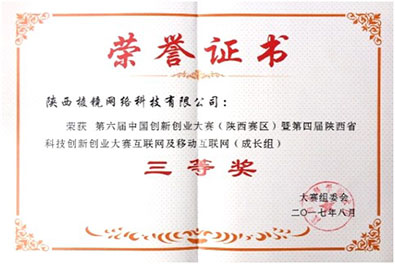 荣誉证书
陕西棱镜网络科技有限公司：
荣获 第六届中国创新创业大赛（陕西赛区）暨第四届陕西省
科技创新创业大赛互联网及移动互联网（成长组）
三等奖
大赛组委会
二〇一七年八月